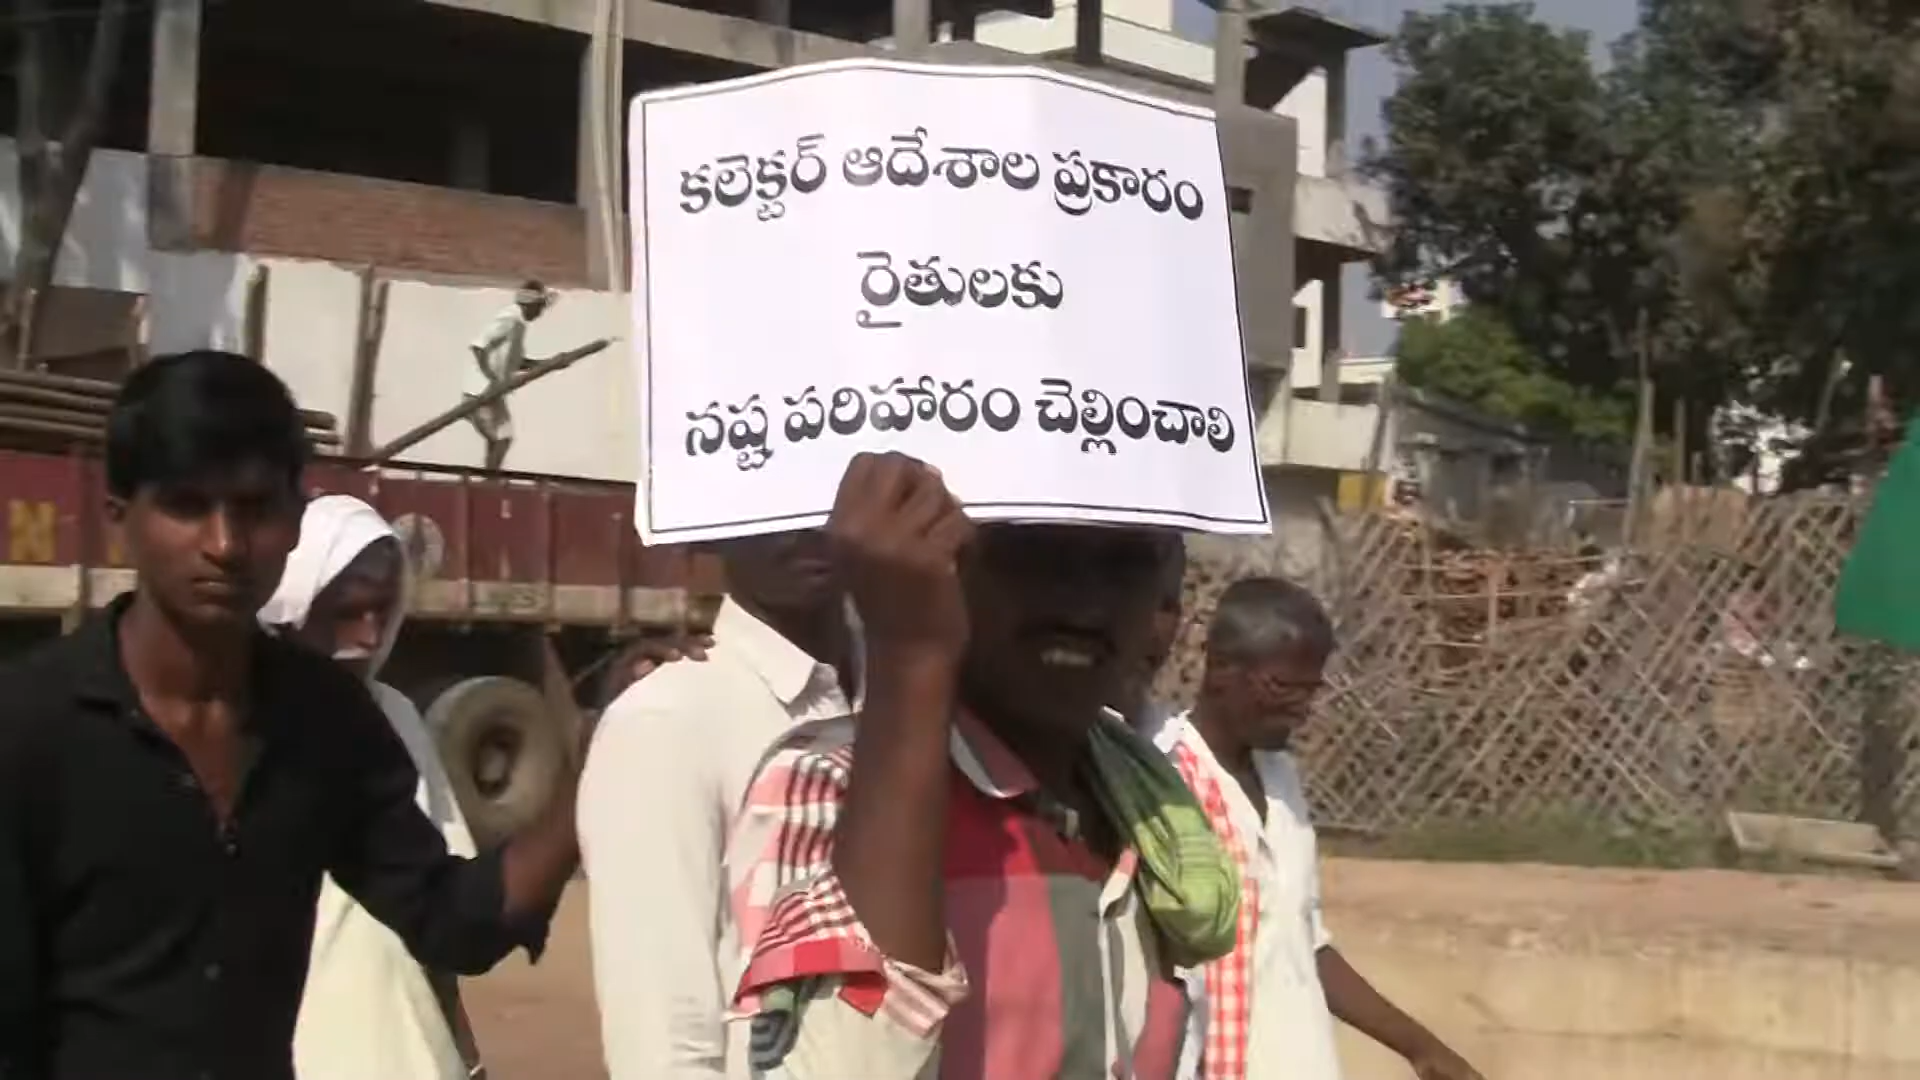 కలెక్టర్ ఆదేశాల ప్రకారం
రైతులకు
నష్ట పరిహారం చెల్లించాలి
N